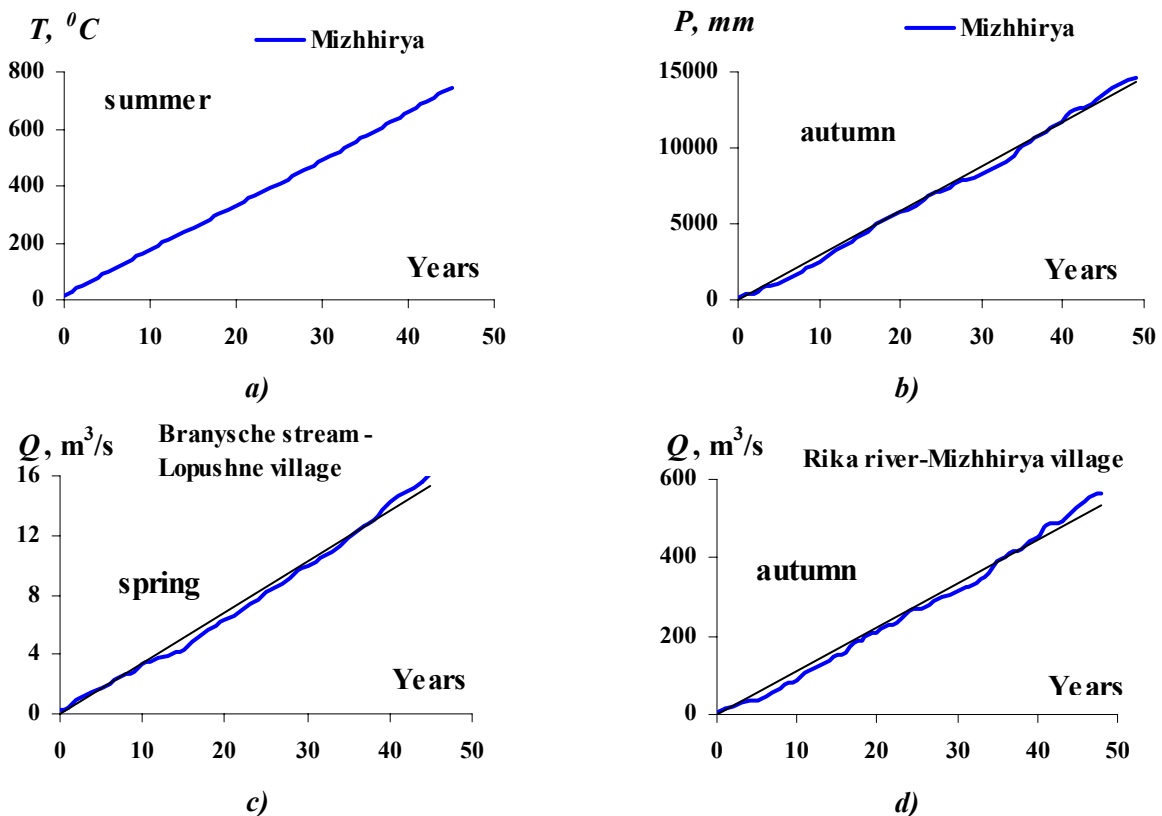 T, ⁰C
Mizhhirya
800
summer
600
400
200
Years
0
0 10 20 30 40 50
a)
P, mm
Mizhhirya
15000
autumn
10000
5000
Years
0
0 10 20 30 40 50
b)
Q, m³/s
Branysche stream -
Lopushne village
16
12
spring
8
4
Years
0
0 10 20 30 40 50
c)
Q, m³/s
Rika river-Mizhhirya village
600
400
autumn
200
Years
0
0 10 20 30 40 50
d)